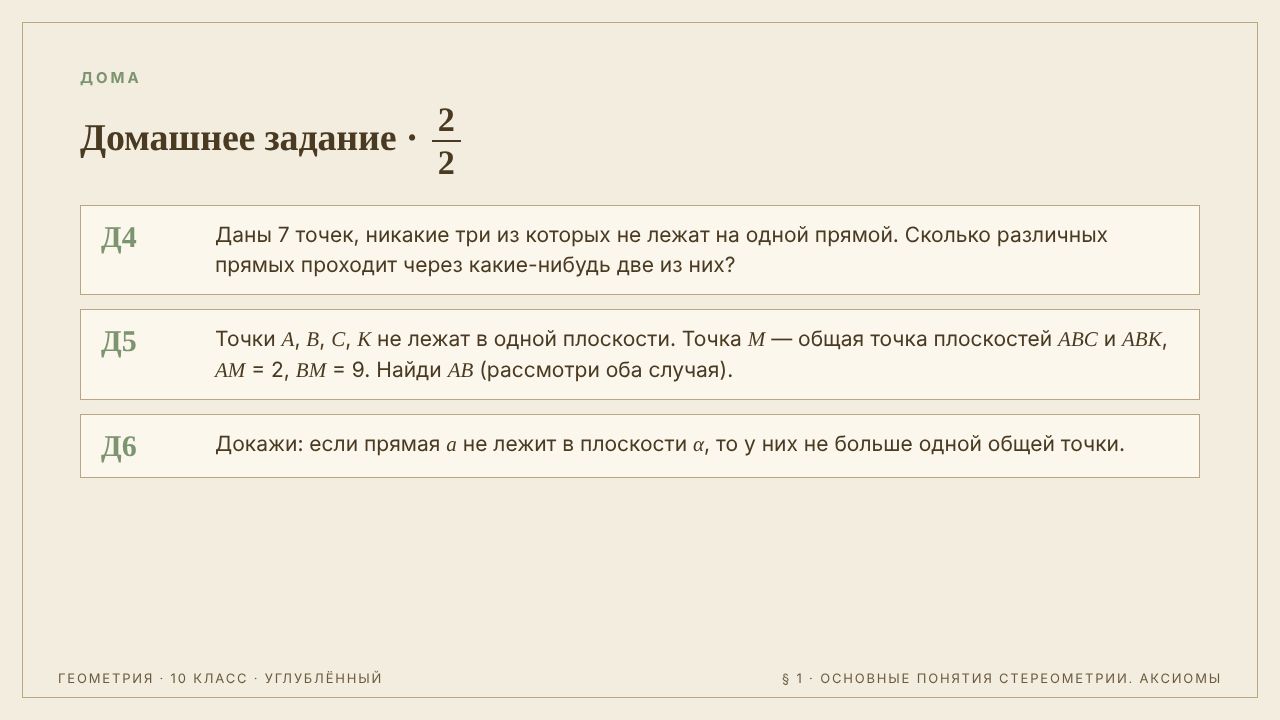 ДОМА
Домашнее задание · 2/2
Д4
Даны 7 точек, никакие три из которых не лежат на одной прямой. Сколько различных
прямых проходит через какие-нибудь две из них?
Д5
Точки A, B, C, K не лежат в одной плоскости. Точка M — общая точка плоскостей ABC и ABK,
AM = 2, BM = 9. Найди AB (рассмотри оба случая).
Д6
Докажи: если прямая a не лежит в плоскости α, то у них не больше одной общей точки.
ГЕОМЕТРИЯ · 10 КЛАСС · УГЛУБЛЁННЫЙ
§ 1 · ОСНОВНЫЕ ПОНЯТИЯ СТЕРЕОМЕТРИИ. АКСИОМЫ